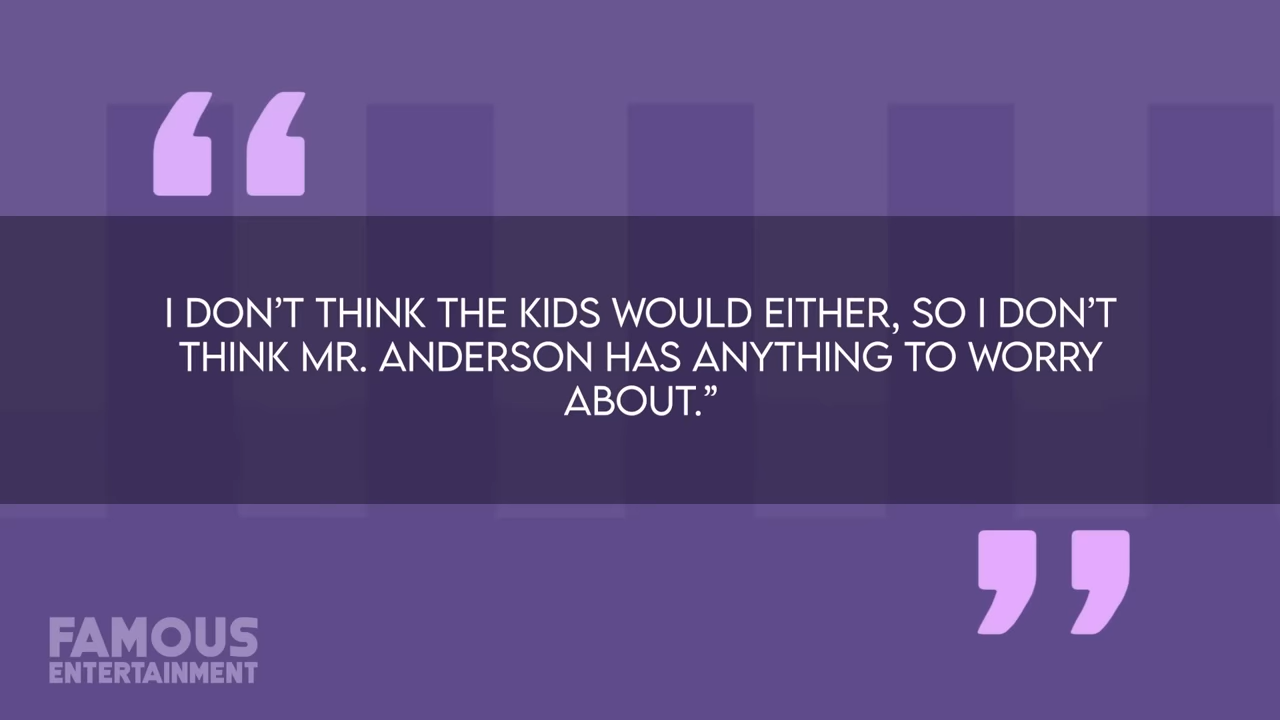 I DON’T THINK THE KIDS WOULD EITHER, SO I DON’T
THINK MR. ANDERSON HAS ANYTHING TO WORRY
ABOUT.”
FAMOUS
ENTERTAINMENT